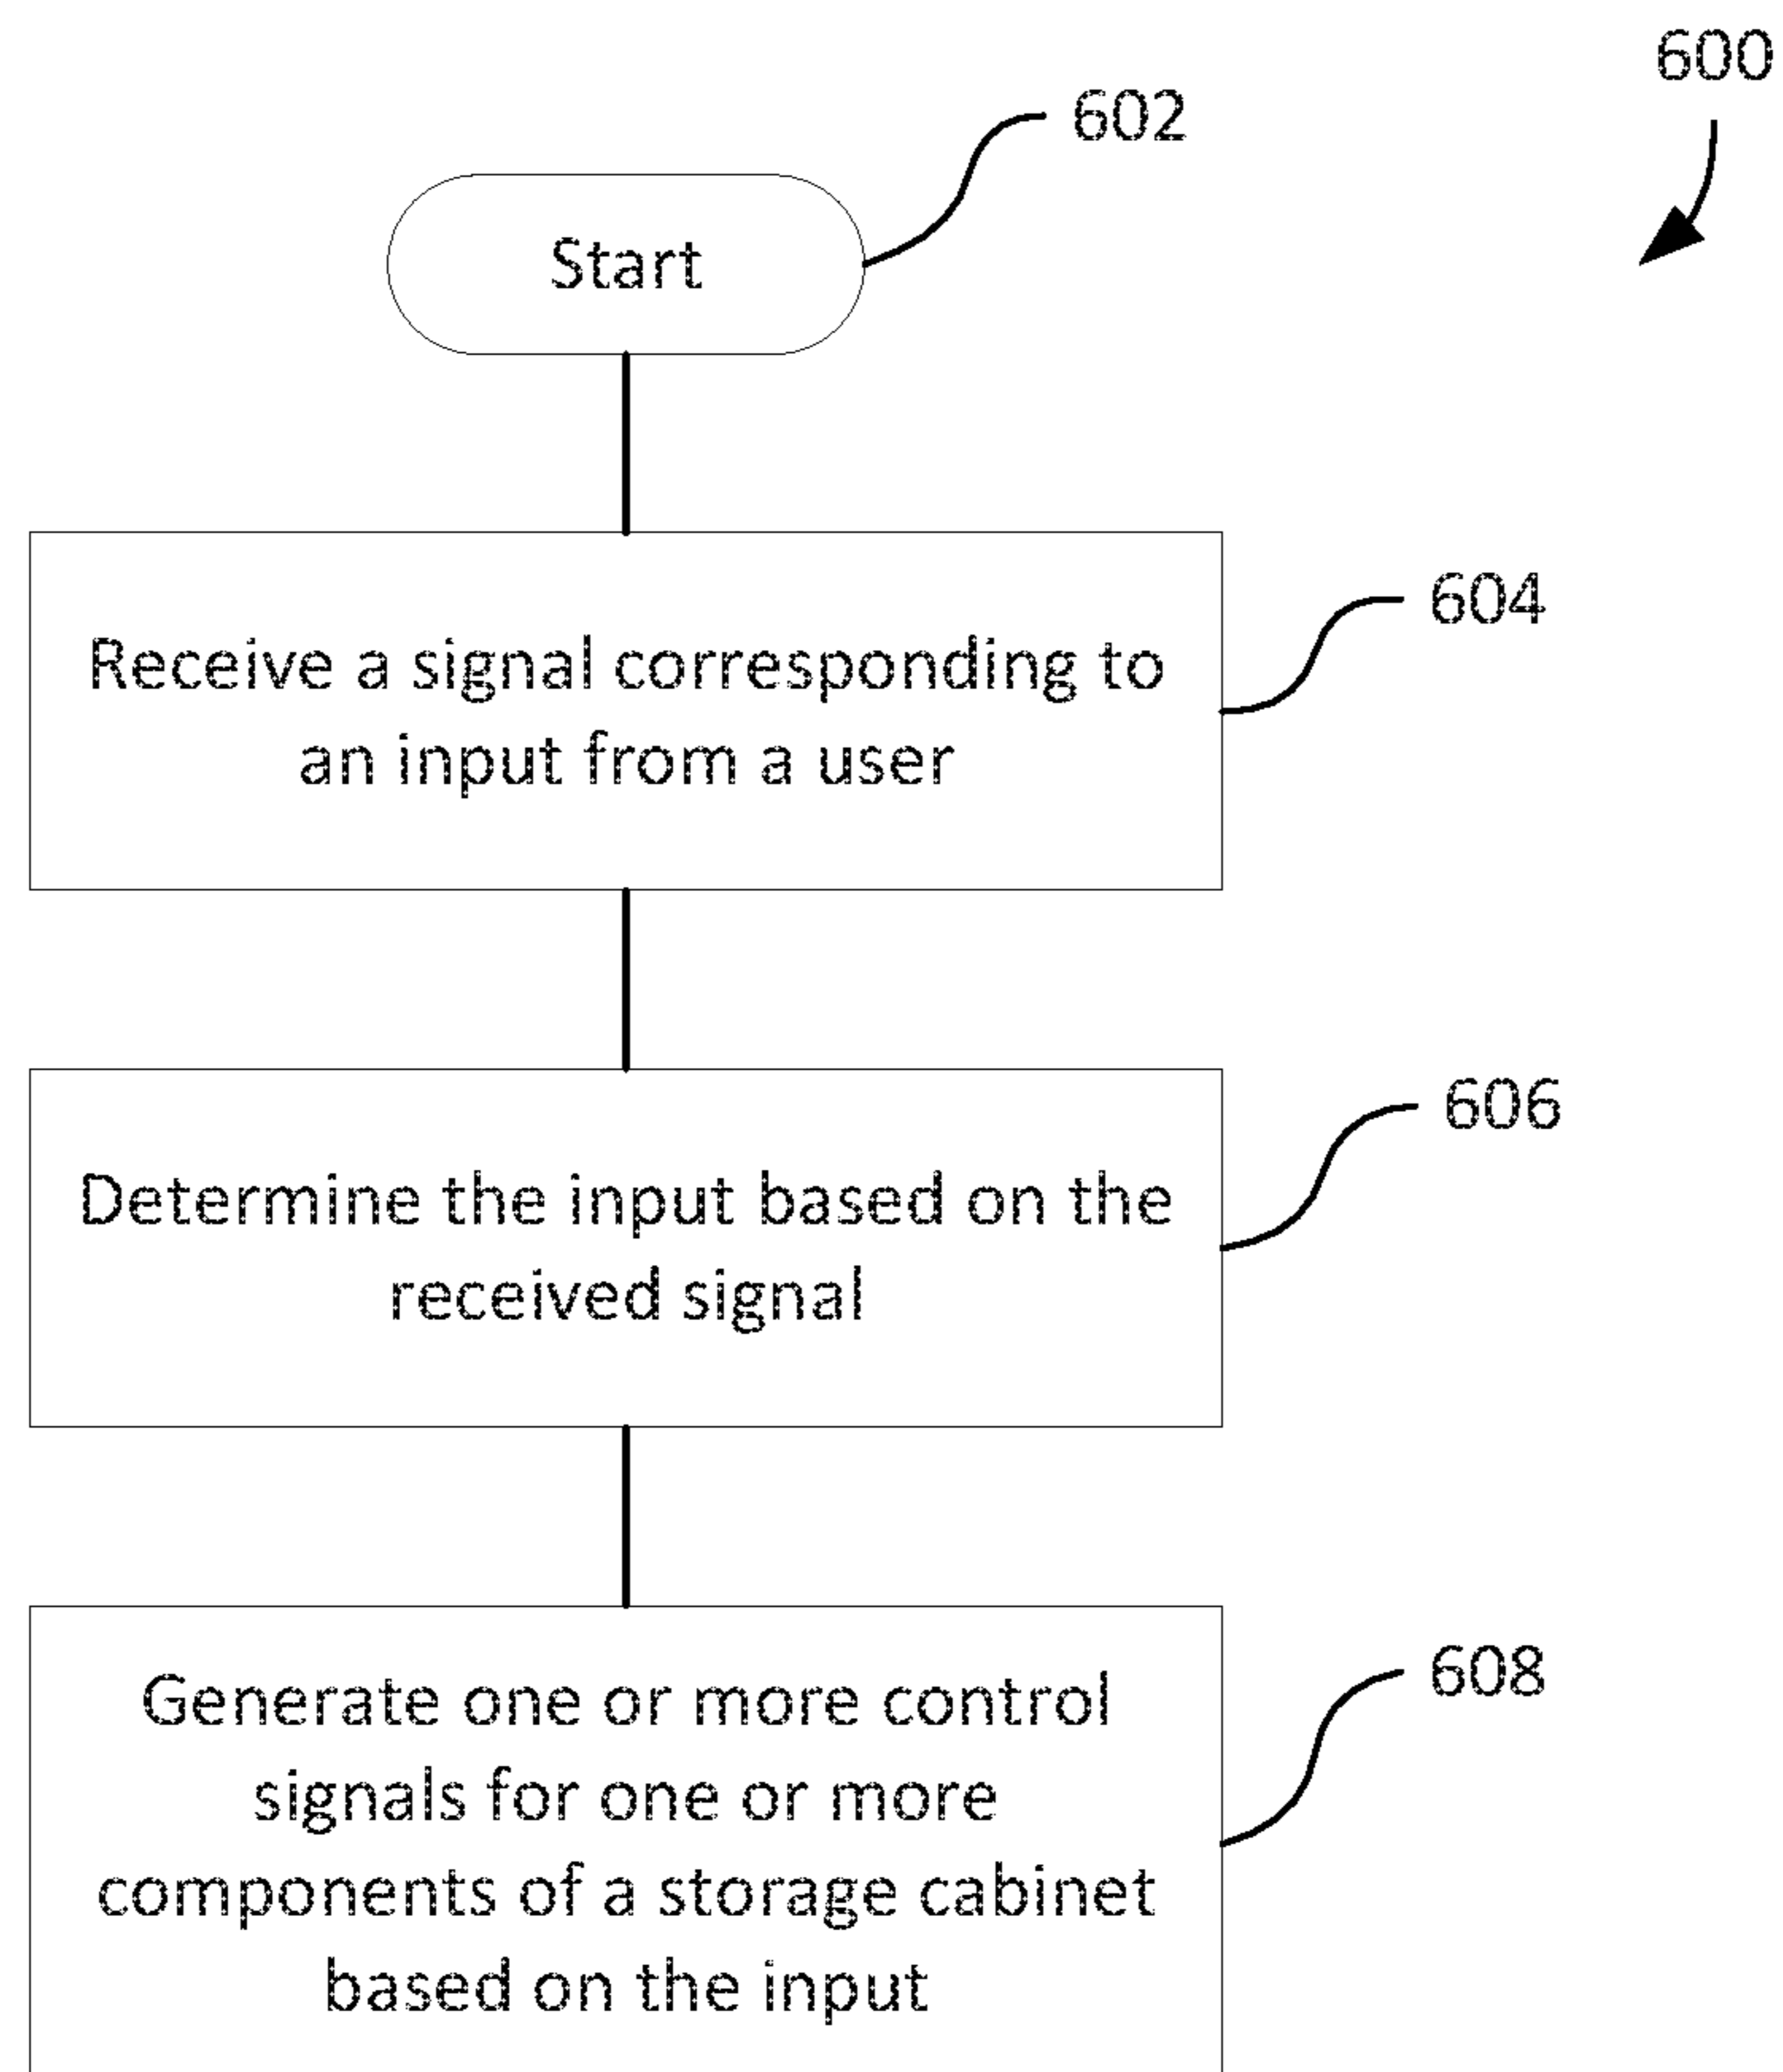 600
602
Start
604
Receive a signal corresponding to
an input from a user
606
Determine the input based on the
received signal
608
Generate one or more control
signals for one or more
components of a storage cabinet
based on the input